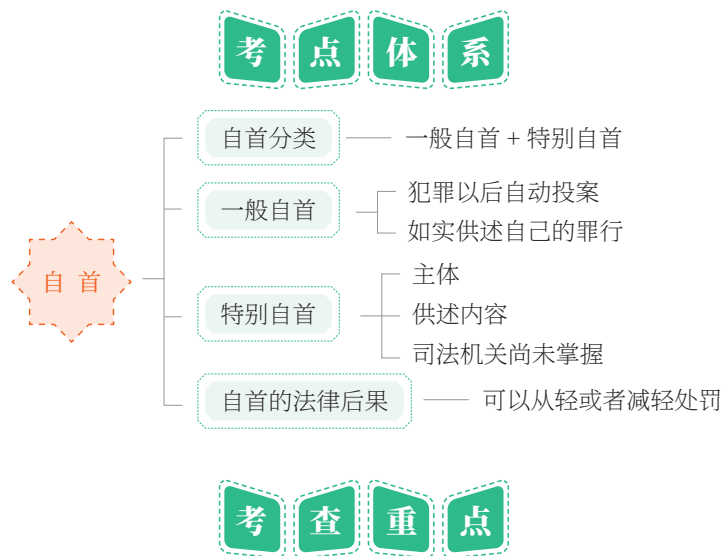 考点体系
自首
自首分类
一般自首 + 特别自首
一般自首
犯罪以后自动投案
如实供述自己的罪行
特别自首
主体
供述内容
司法机关尚未掌握
自首的法律后果
可以从轻或者减轻处罚
考查重点